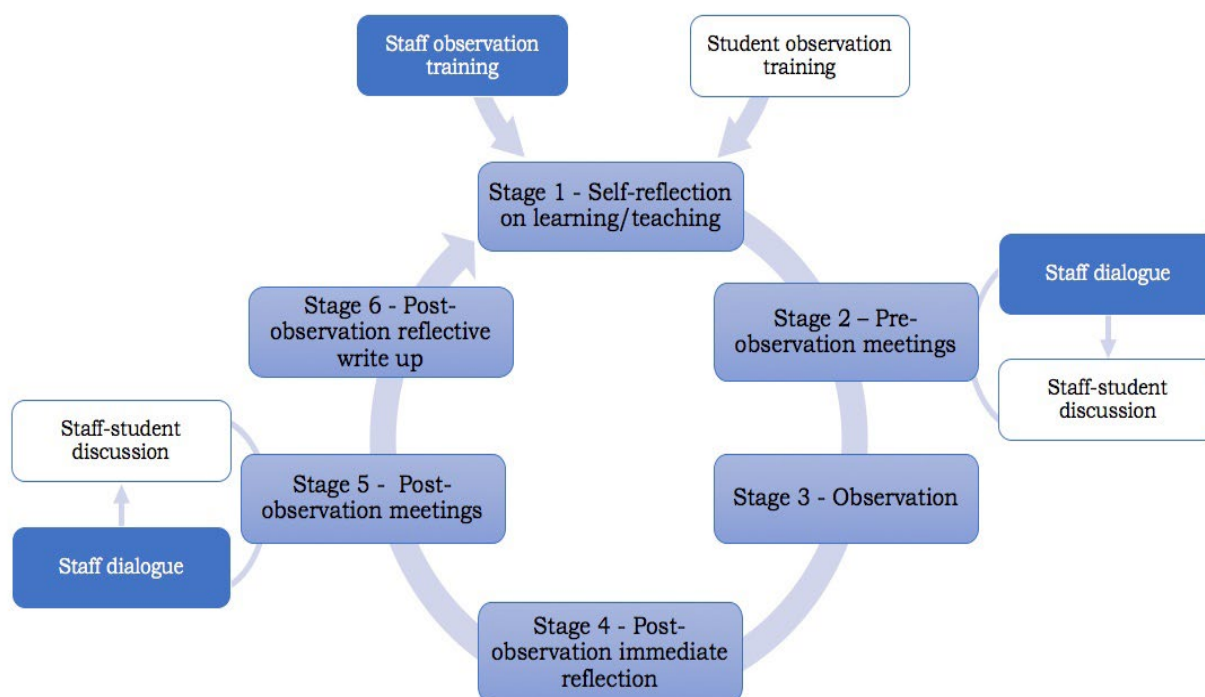 Staff observation
training
Student observation
training
Stage 1 - Self-reflection
on learning/teaching
Stage 2 – Pre-
observation meetings
Staff dialogue
Staff-student
discussion
Stage 3 - Observation
Stage 4 - Post-
observation immediate
reflection
Stage 5 -  Post-
observation meetings
Staff-student
discussion
Staff dialogue
Stage 6 - Post-
observation reflective
write up